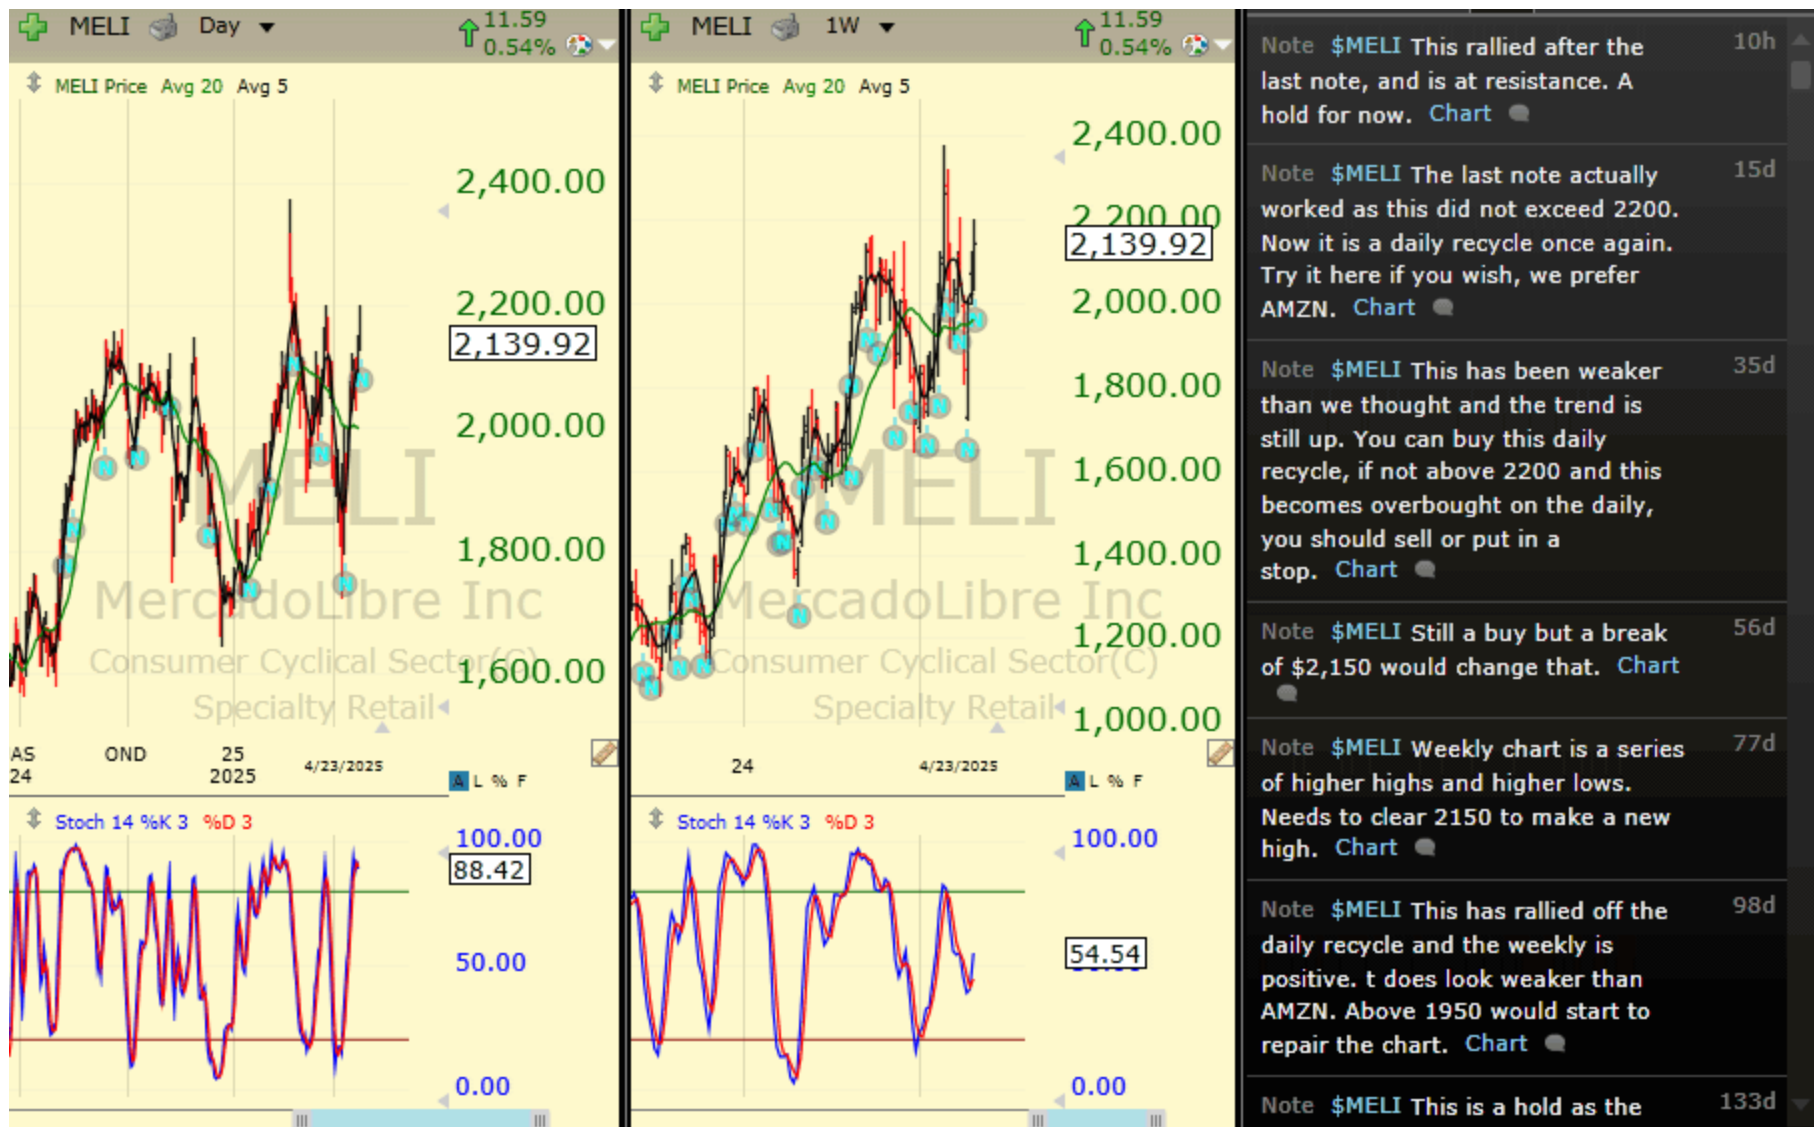 MELI Day 11.59
0.54%
MELI Price Avg 20 Avg 5
2,400.00
2,200.00
2,139.92
2,000.00
1,800.00
1,600.00
MELI
MercadoLibre Inc
Consumer Cyclical Sector(C)
Specialty Retail
AS OND 25
24 2025 4/23/2025
A L % F
Stoch 14 %K 3 %D 3
100.00
88.42
50.00
0.00
MELI 1W 11.59
0.54%
MELI Price Avg 20 Avg 5
2,400.00
2,200.00
2,139.92
2,000.00
1,800.00
1,600.00
1,400.00
1,200.00
1,000.00
MELI
MercadoLibre Inc
Consumer Cyclical Sector(C)
Specialty Retail
24 4/23/2025
A L % F
Stoch 14 %K 3 %D 3
100.00
54.54
0.00
Note $MELI This rallied after the 10h
last note, and is at resistance. A
hold for now. Chart
Note $MELI The last note actually 15d
worked as this did not exceed 2200.
Now it is a daily recycle once again.
Try it here if you wish, we prefer
AMZN. Chart
Note $MELI This has been weaker 35d
than we thought and the trend is
still up. You can buy this daily
recycle, if not above 2200 and this
becomes overbought on the daily,
you should sell or put in a
stop. Chart
Note $MELI Still a buy but a break 56d
of $2,150 would change that. Chart
Note $MELI Weekly chart is a series 77d
of higher highs and higher lows.
Needs to clear 2150 to make a new
high. Chart
Note $MELI This has rallied off the 98d
daily recycle and the weekly is
positive. t does look weaker than
AMZN. Above 1950 would start to
repair the chart. Chart
Note $MELI This is a hold as the 133d